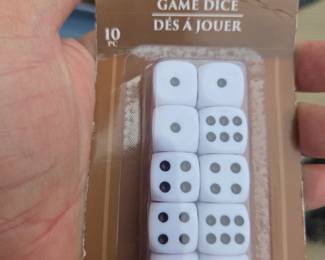 GAME DICE
DÉS Á JOUER
10
PC